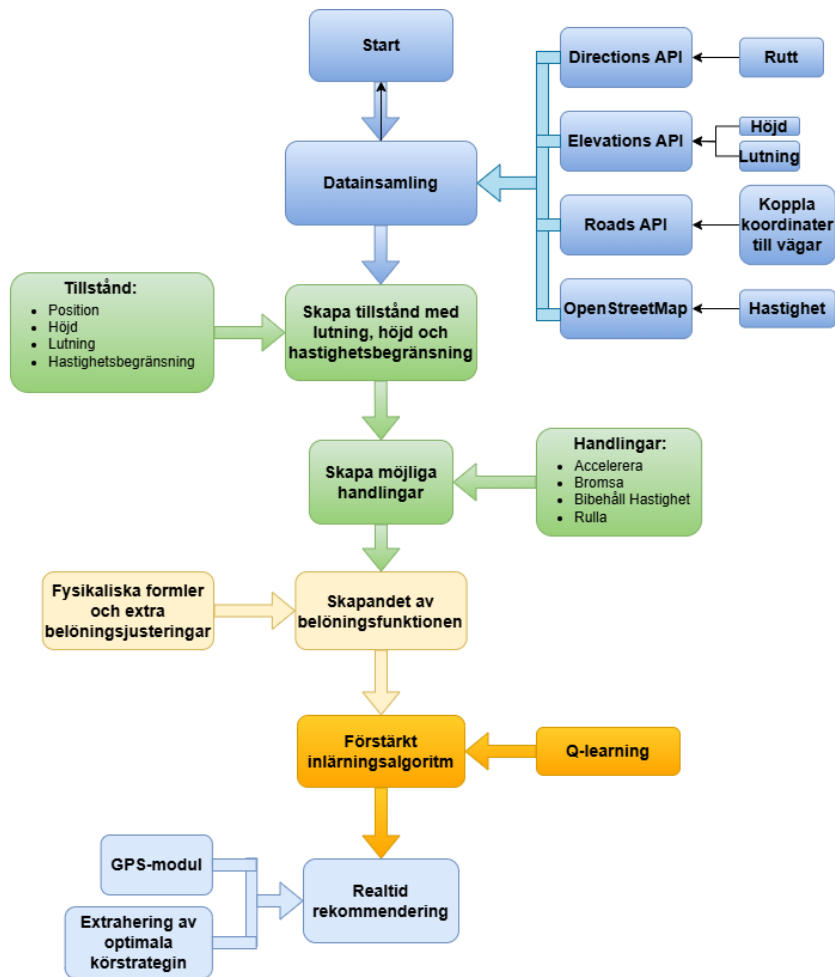 Start
Directions API
Rutt
Elevations API
Höjd
Lutning
Datainsamling
Roads API
Koppla
koordinater
till vägar
OpenStreetMap
Hastighet
Tillstånd:
Position
Höjd
Lutning
Hastighetsbegränsning
Skapa tillstånd med
lutning, höjd och
hastighetsbegränsning
Skapa möjliga
handlingar
Handlingar:
Accelerera
Bromsa
Bibehåll Hastighet
Rulla
Fysikaliska formler
och extra
belöningsjusteringar
Skapandet av
belöningsfunktionen
Förstärkt
inlärningsalgoritm
Q-learning
GPS-modul
Extrahering av
optimala
körstrategin
Realtid
rekommendering